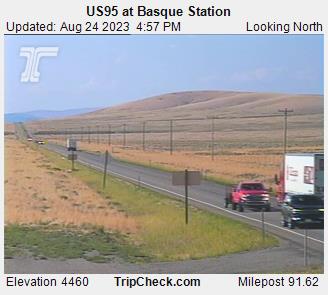 US95 at Basque Station
Updated: Aug 24 2023 4:57 PM
Looking North
Elevation 4460
TripCheck.com
Milepost 91.62